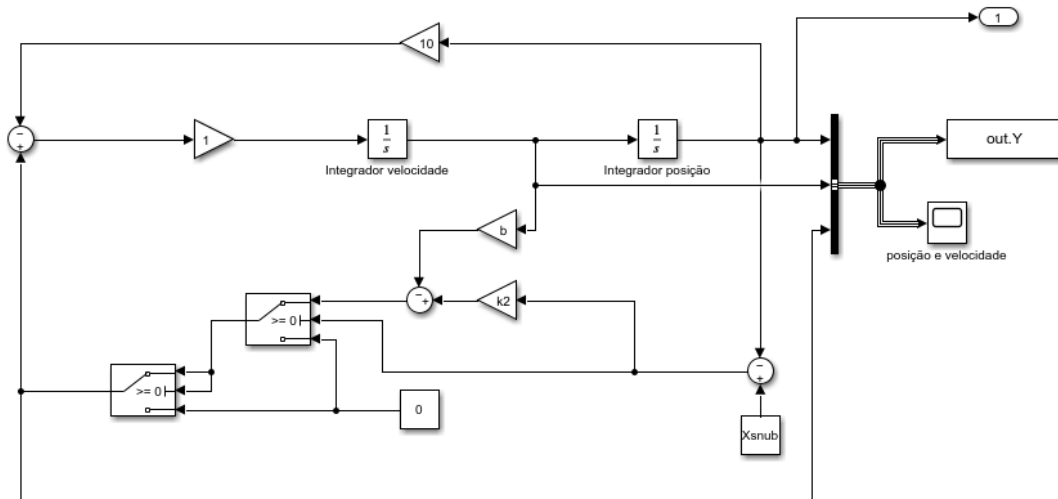 1
10
−
+
1
1
s
Integrador velocidade
1
s
Integrador posição
out.Y
b
posição e velocidade
−
+
k2
>= 0
−
+
>= 0
0
Xsnub